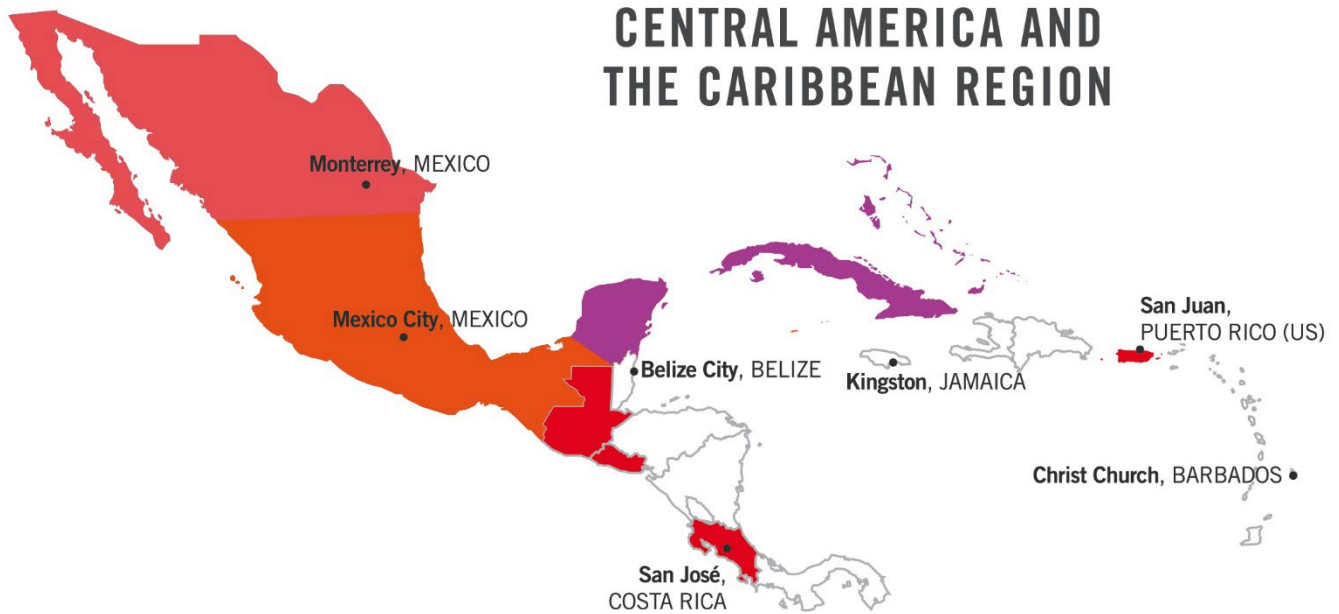 CENTRAL AMERICA AND
THE CARIBBEAN REGION
Monterrey, MEXICO
Mexico City, MEXICO
San Juan,
PUERTO RICO (US)
Belize City, BELIZE
Kingston, JAMAICA
Christ Church, BARBADOS
San José,
COSTA RICA